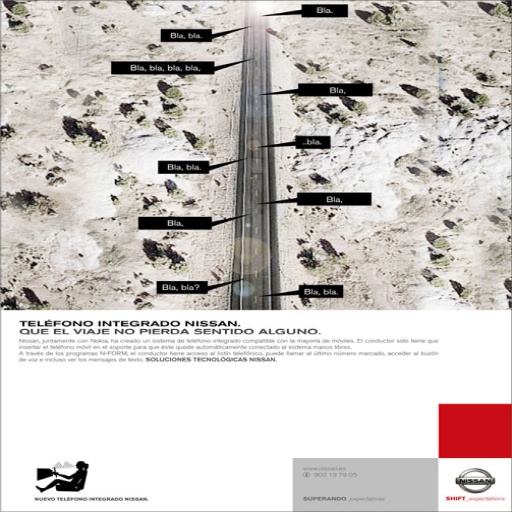 Bla.
Bla, bla.
Bla, bla, bla, bla,
Bla,
..bla.
Bla, bla.
Bla,
Bla,
Bla, bla?
Bla, bla.
TELÉFONO INTEGRADO NISSAN.
QUE EL VIAJE NO PIERDA SENTIDO ALGUNO.
Nissan, juntamente con Nokia, ha creado un sistema de teléfono integrado compatible con la mayoría de móviles. El conductor sólo tiene que
insertar el teléfono móvil en el soporte para que éste quede automáticamente conectado al sistema manos libres.
A través de los programas N-FORM, el conductor tiene acceso al listín telefónico, puede llamar al último número marcado, acceder al buzón
de voz e incluso ver los mensajes de texto. SOLUCIONES TECNOLÓGICAS NISSAN.
www.nissan.es
902 19 79 05
NISSAN
NUEVO TELÉFONO INTEGRADO NISSAN.
SUPERANDO _expectativas
SHIFT_expectations